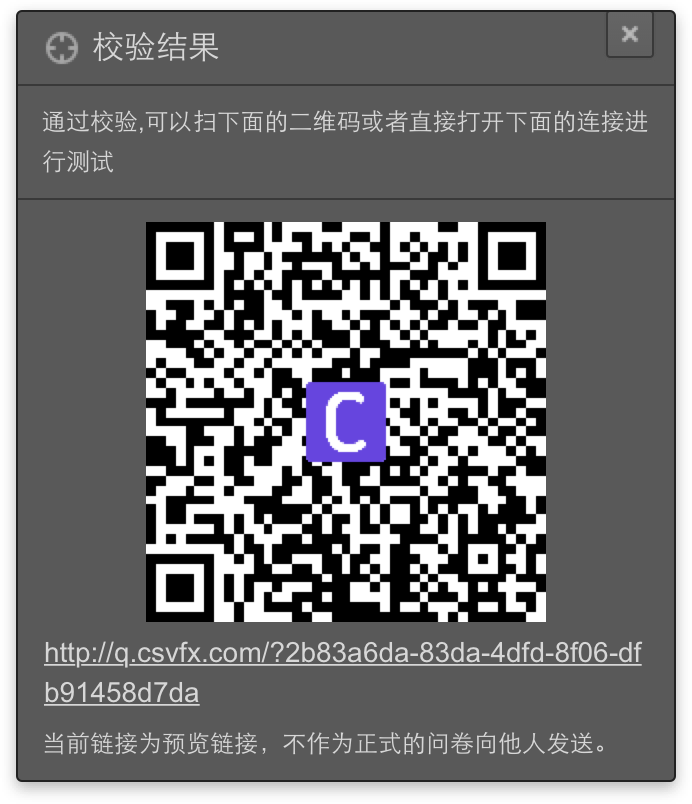 校验结果
通过校验,可以扫下面的二维码或者直接打开下面的连接进
行测试
C
http://q.csvfx.com/?2b83a6da-83da-4dfd-8f06-df
b91458d7da
当前链接为预览链接，不作为正式的问卷向他人发送。